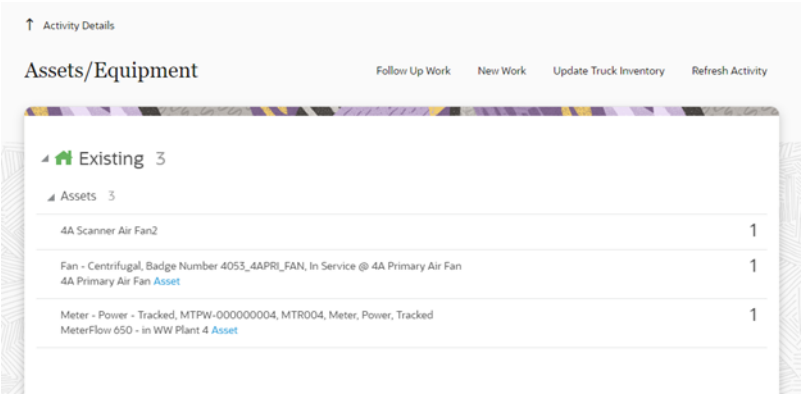 Activity Details
Assets/Equipment
Follow Up Work
New Work
Update Truck Inventory
Refresh Activity
Existing 3
Assets 3
4A Scanner Air Fan2 1
Fan - Centrifugal, Badge Number 4053_4APRI_FAN, In Service @ 4A Primary Air Fan 1
4A Primary Air Fan Asset
Meter - Power - Tracked, MTPW-000000004, MTR004, Meter, Power, Tracked 1
MeterFlow 650 - in WW Plant 4 Asset